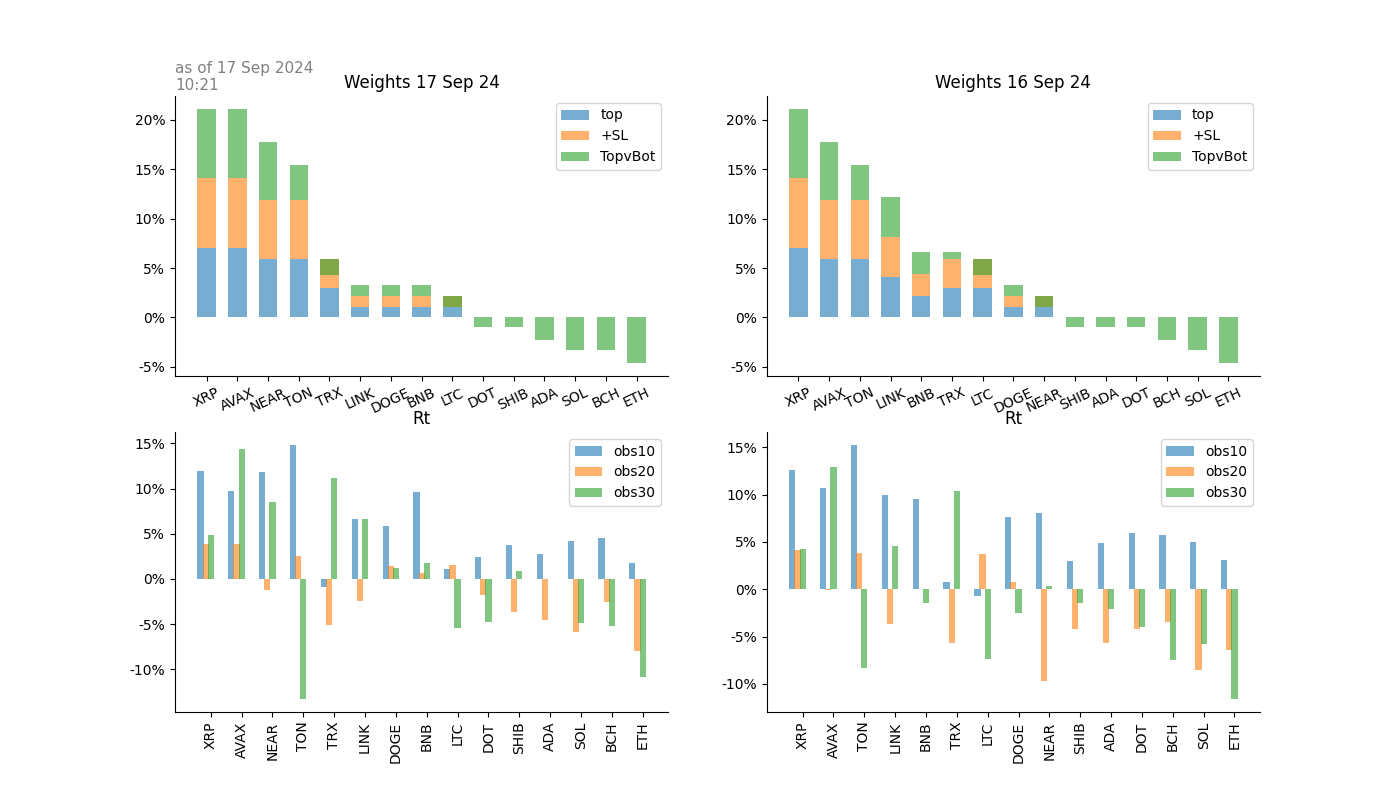 as of 17 Sep 2024
10:21
Weights 17 Sep 24
20%
15%
10%
5%
0%
-5%
top
+SL
TopvBot
XRP
AVAX
NEAR
TON
TRX
LINK
DOGE
BNB
LTC
DOT
SHIB
ADA
SOL
BCH
ETH
Weights 16 Sep 24
20%
15%
10%
5%
0%
-5%
top
+SL
TopvBot
XRP
AVAX
TON
LINK
BNB
TRX
LTC
DOGE
NEAR
SHIB
ADA
DOT
BCH
SOL
ETH
Rt
15%
10%
5%
0%
-5%
-10%
obs10
obs20
obs30
XRP
AVAX
NEAR
TON
TRX
LINK
DOGE
BNB
LTC
DOT
SHIB
ADA
SOL
BCH
ETH
Rt
15%
10%
5%
0%
-5%
-10%
obs10
obs20
obs30
XRP
AVAX
TON
LINK
BNB
TRX
LTC
DOGE
NEAR
SHIB
ADA
DOT
BCH
SOL
ETH